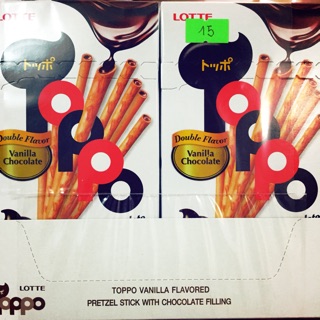 LOTTE
LOTTE
15
トッポ
トッポ
Toppo
Toppo
Double Flavor
Vanilla
Chocolate
Double Flavor
Vanilla
Chocolate
LOTTE
Toppo
TOPPO VANILLA FLAVORED
PRETZEL STICK WITH CHOCOLATE FILLING